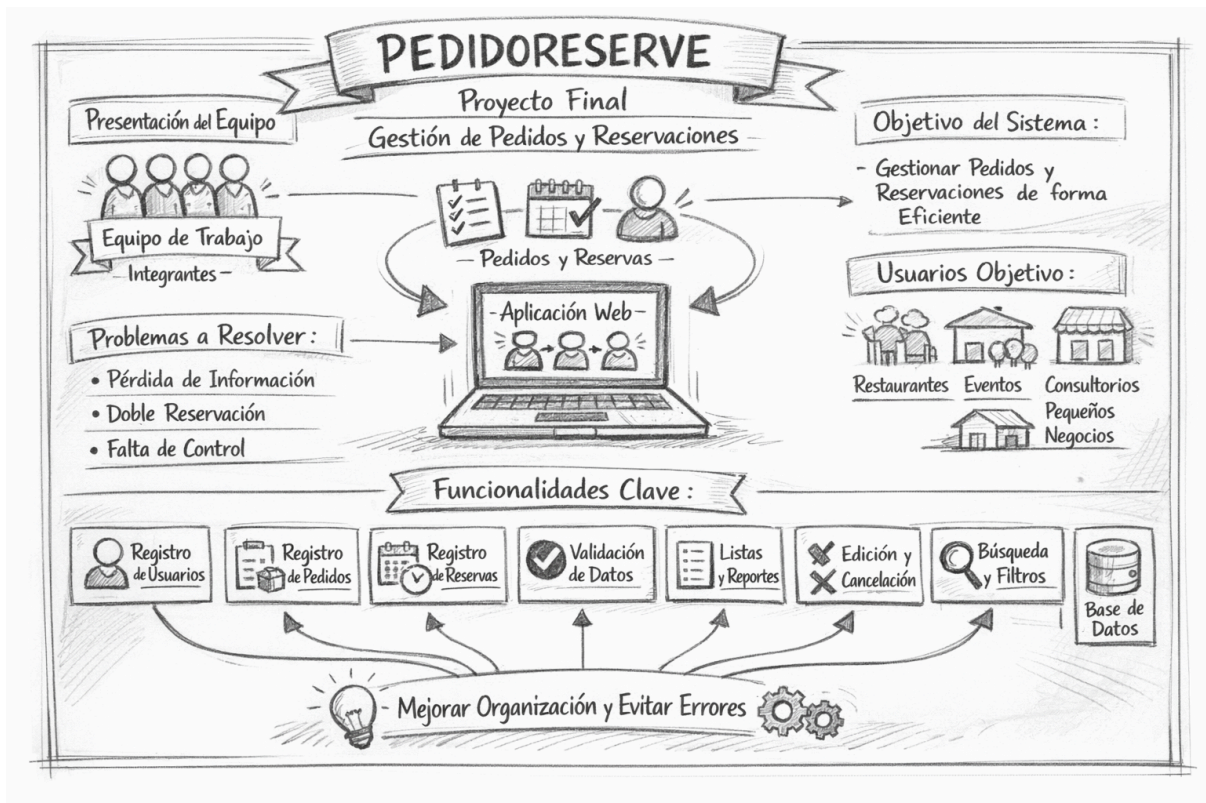 PEDIDORESERVE
Proyecto Final
Gestión de Pedidos y Reservaciones
Presentación del Equipo
Equipo de Trabajo
Integrantes –
Problemas a Resolver :
• Pérdida de Información
• Doble Reservación
• Falta de Control
– Pedidos y Reservas –
-Aplicación Web-
Objetivo del Sistema :
- Gestionar Pedidos y
Reservaciones de forma
Eficiente
Usuarios Objetivo :
Restaurantes
Eventos
Consultorios
Pequeños
Negocios
Funcionalidades Clave :
Registro
de Usuarios
Registro
de Pedidos
Registro
de Reservas
Validación
de Datos
Listas
y Reportes
Edición y
Cancelación
Búsqueda
y Filtros
Base de
Datos
- Mejorar Organización y Evitar Errores